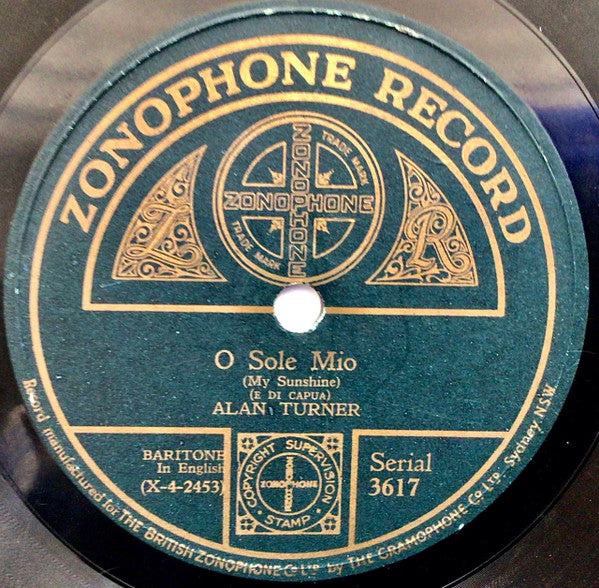 ZONOPHONE RECORD
ZONOPHONE
ZONOPHONE
TRADE MARK
TRADE MARK
Z
R
O Sole Mio
(My Sunshine)
(E DI CAPUA)
ALAN TURNER
BARITONE
In English
(X-4-2453)
COPYRIGHT SUPERVISION
STAMP
ZONOPHONE
RECORD
Serial
3617
Record manufactured for THE BRITISH ZONOPHONE Co LTD. by THE GRAMOPHONE Co LTD. Sydney, N.S.W.